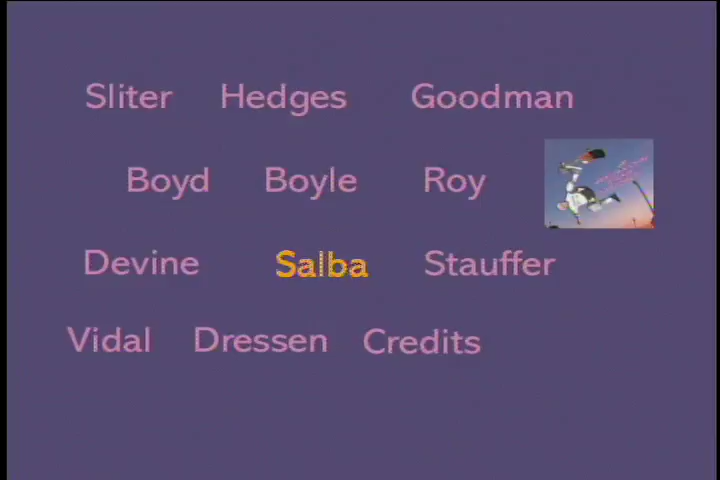 Sliter Hedges Goodman
Boyd Boyle Roy
Devine Salba Stauffer
Vidal Dressen Credits